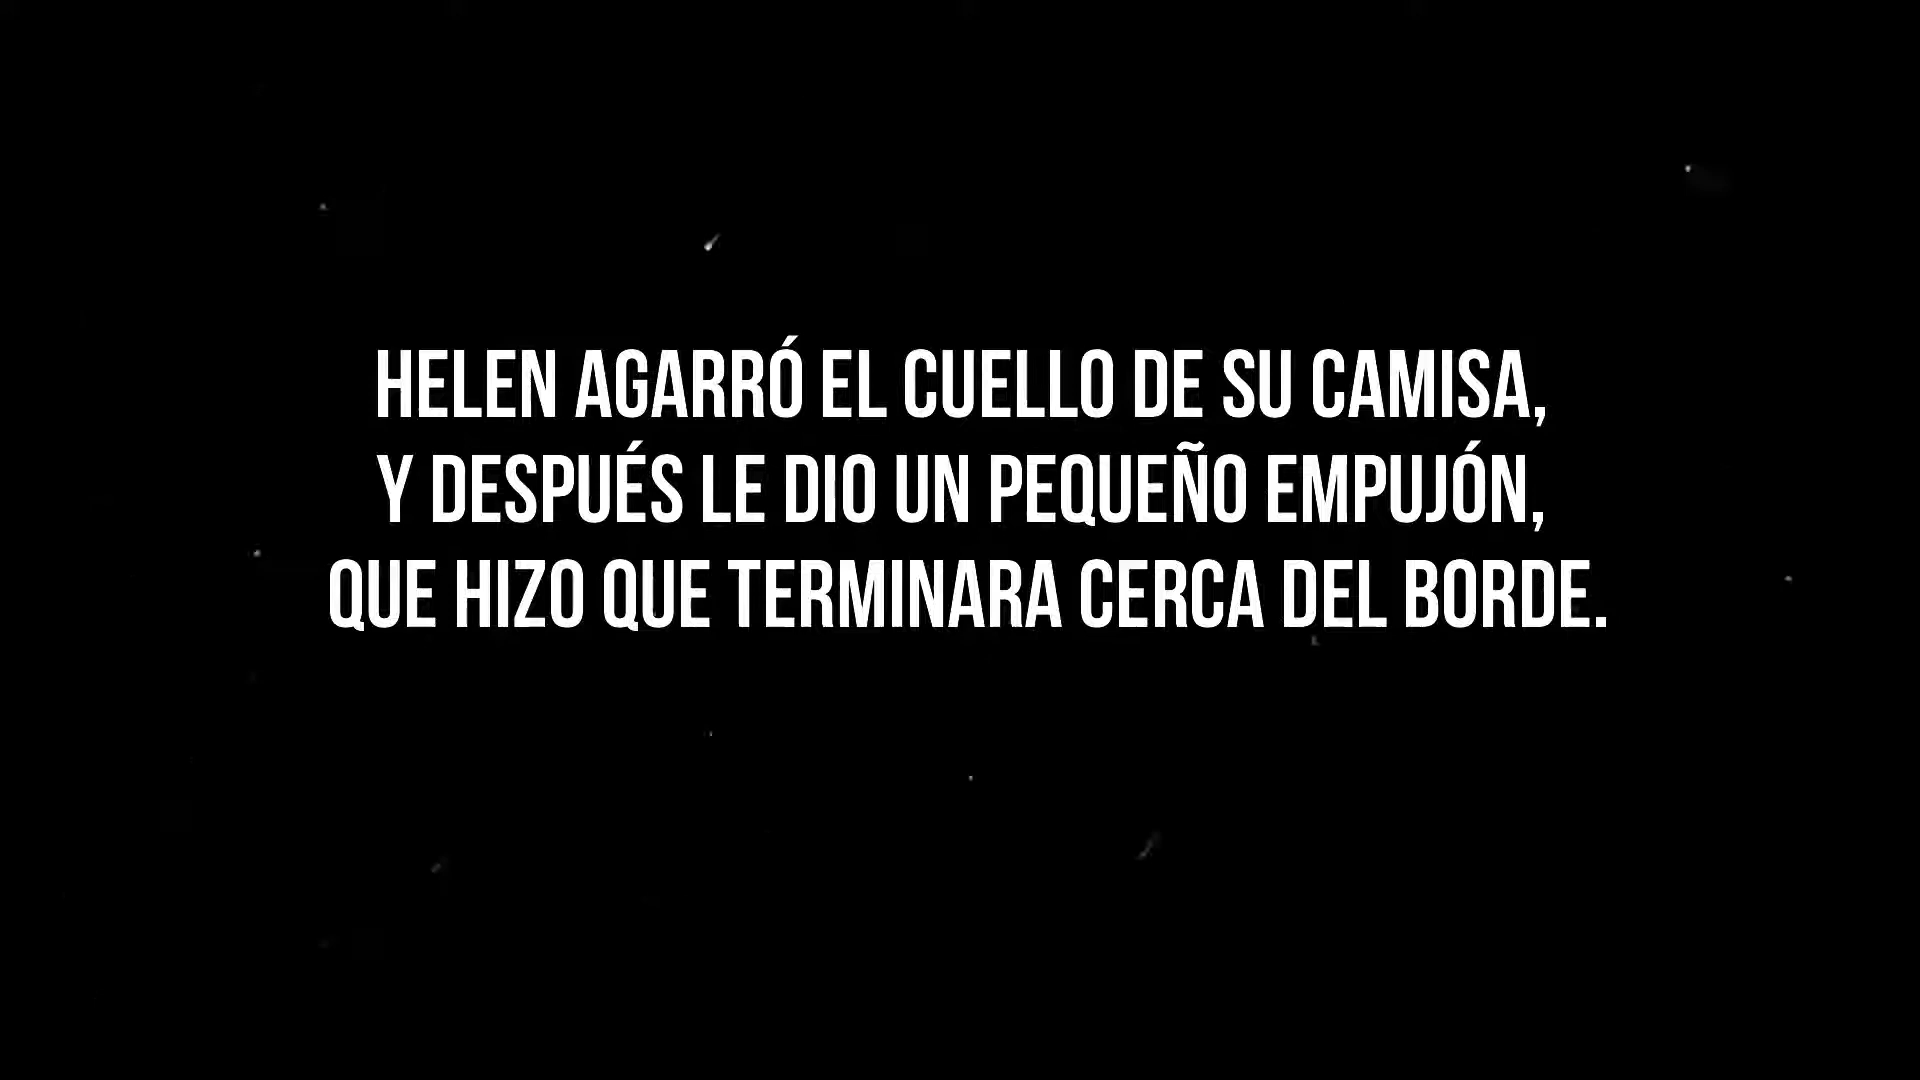 HELEN AGARRÓ EL CUELLO DE SU CAMISA,
Y DESPUÉS LE DIO UN PEQUEÑO EMPUJÓN,
QUE HIZO QUE TERMINARA CERCA DEL BORDE.